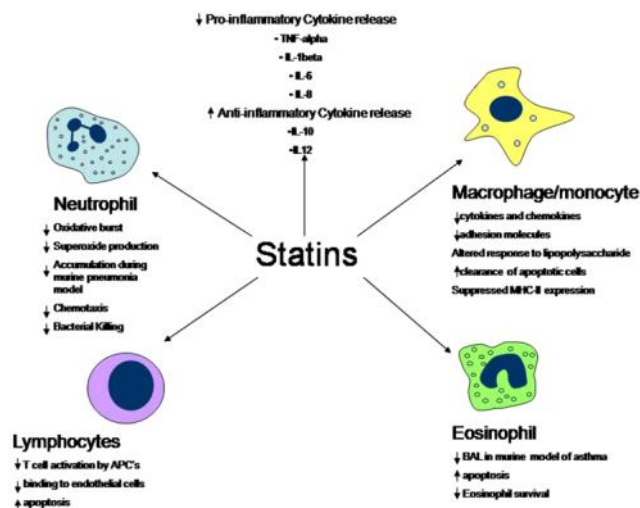 ↓ Pro-inflammatory Cytokine release
- TNF-alpha
- IL-1beta
- IL-6
- IL-8
↑ Anti-inflammatory Cytokine release
-IL-10
-IL12
Neutrophil
↓ Oxidative burst
↓ Superoxide production
↓ Accumulation during
murine pneumonia
model
↓ Chemotaxis
↓ Bacterial Killing
Macrophage/monocyte
↓cytokines and chemokines
↓adhesion molecules
Altered response to lipopolysaccharide
↑clearance of apoptotic cells
Suppressed MHC-II expression
Statins
Lymphocytes
↓ T cell activation by APC's
↓ binding to endothelial cells
↑ apoptosis
Eosinophil
↓ BAL in murine model of asthma
↑ apoptosis
↓ Eosinophil survival